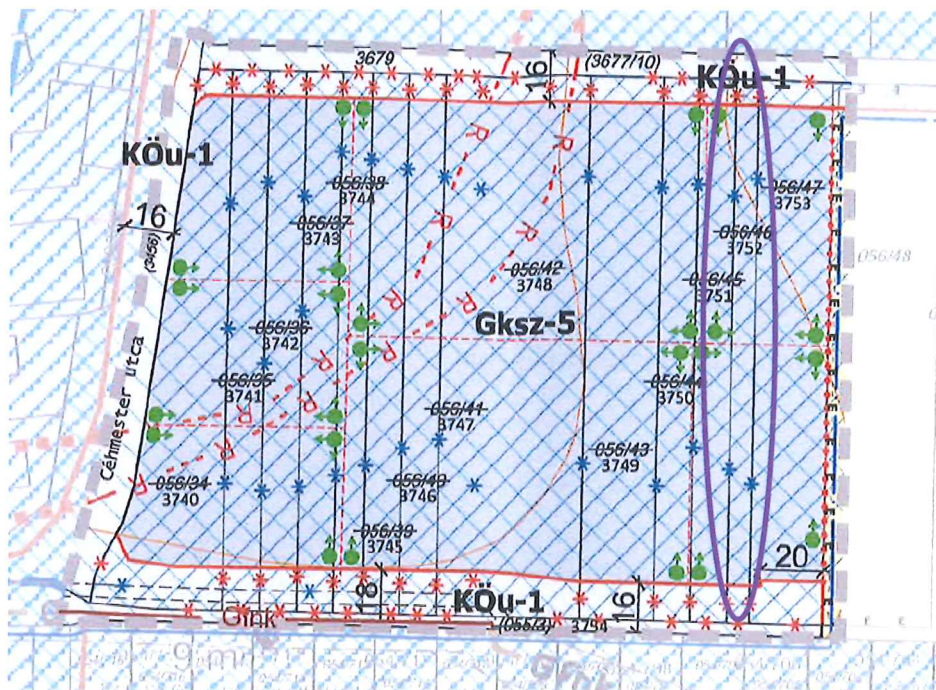 3679
(3677/10)
KÖu-1
16
KÖu-1
16
(3456)
Céhmester utca
R
R
R
R
R
R
R
R
R
R
R
R
R
R
056/38
3744
056/37
3743
056/47
3753
056/46
3752
056/48
056/42
3748
056/45
3751
Gksz-5
056/36
3742
056/35
3741
056/44
3750
056/41
3747
056/43
3749
056/34
3740
056/40
3746
056/39
3745
20
18
KÖu-1
16
Gink
(055/3) 3754
E
E
E
E
E
E
E
E
E